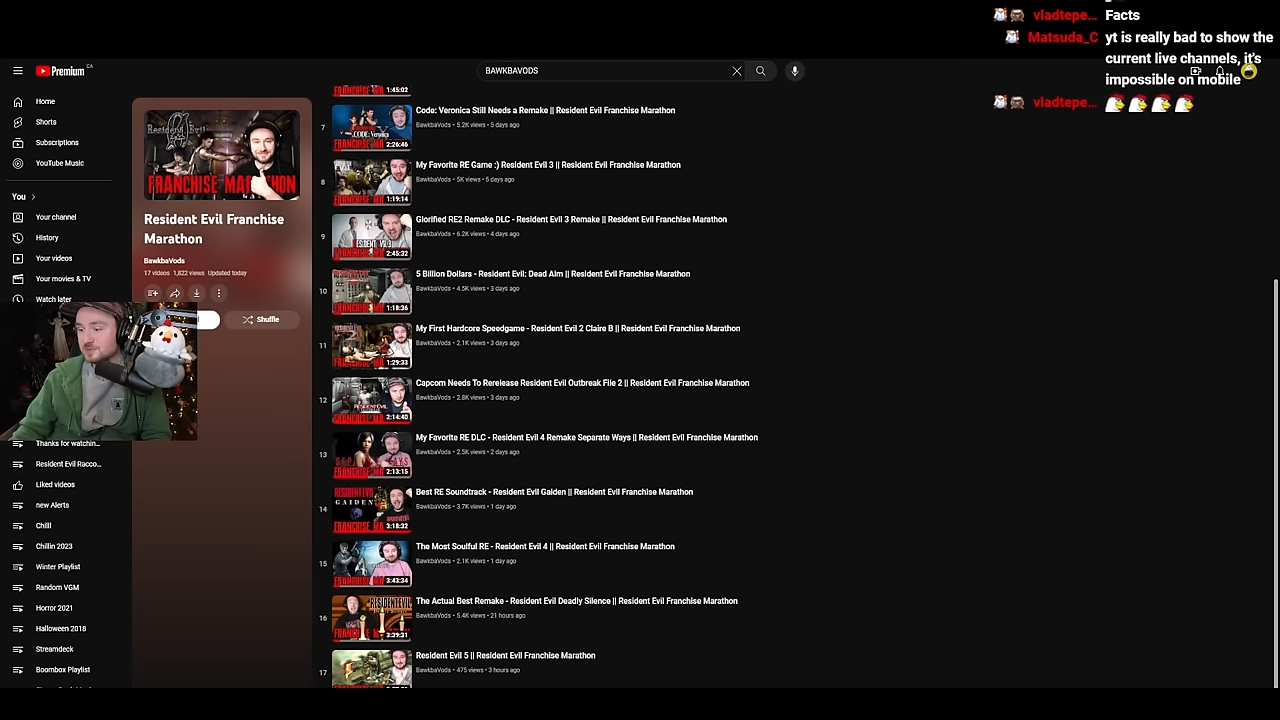 vladtepe... Facts
Matsuda_C yt is really bad to show the
current live channels, it's
impossible on mobile
vladtepe...
Premium CA
BAWKBAVODS
Home
Shorts
Subscriptions
YouTube Music
You
Your channel
History
Your videos
Your movies & TV
Watch later
Thanks for watchin...
Resident Evil Racco...
Liked videos
new Alerts
Chilll
Chillin 2023
Winter Playlist
Random VGM
Horror 2021
Halloween 2018
Streamdeck
Boombox Playlist
FRANCHISE MARATHON
Resident Evil Franchise
Marathon
BawkbaVods
17 videos 1,822 views Updated today
Shuffle
1:45:02
7
2:26:46
Code: Veronica Still Needs a Remake || Resident Evil Franchise Marathon
BawkbaVods • 5.2K views • 5 days ago
8
1:19:14
My Favorite RE Game :) Resident Evil 3 || Resident Evil Franchise Marathon
BawkbaVods • 5K views • 5 days ago
9
2:45:32
Glorified RE2 Remake DLC - Resident Evil 3 Remake || Resident Evil Franchise Marathon
BawkbaVods • 6.2K views • 4 days ago
10
1:18:36
5 Billion Dollars - Resident Evil: Dead Aim || Resident Evil Franchise Marathon
BawkbaVods • 4.5K views • 3 days ago
11
1:29:33
My First Hardcore Speedgame - Resident Evil 2 Claire B || Resident Evil Franchise Marathon
BawkbaVods • 2.1K views • 3 days ago
12
2:14:40
Capcom Needs To Rerelease Resident Evil Outbreak File 2 || Resident Evil Franchise Marathon
BawkbaVods • 2.8K views • 3 days ago
13
2:13:15
My Favorite RE DLC - Resident Evil 4 Remake Separate Ways || Resident Evil Franchise Marathon
BawkbaVods • 2.5K views • 2 days ago
14
RESIDENT EVIL
GAIDEN
3:18:32
Best RE Soundtrack - Resident Evil Gaiden || Resident Evil Franchise Marathon
BawkbaVods • 3.7K views • 1 day ago
15
3:43:34
The Most Soulful RE - Resident Evil 4 || Resident Evil Franchise Marathon
BawkbaVods • 2.1K views • 1 day ago
16
3:39:31
The Actual Best Remake - Resident Evil Deadly Silence || Resident Evil Franchise Marathon
BawkbaVods • 5.4K views • 21 hours ago
17
Resident Evil 5 || Resident Evil Franchise Marathon
BawkbaVods • 475 views • 3 hours ago